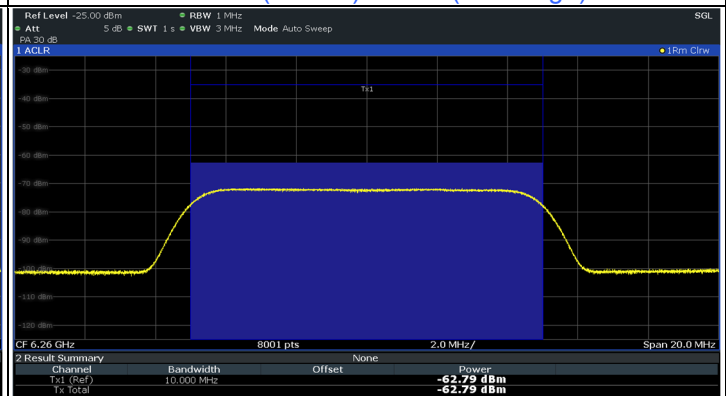 Ref Level -25.00 dBm ● RBW 1 MHz SGL
● Att 5 dB ● SWT 1 s ● VBW 3 MHz Mode Auto Sweep
PA 30 dB
1 ACLR ●1Rm Clrw
-30 dBm
Tx1
-40 dBm
-50 dBm
-60 dBm
-70 dBm
-80 dBm
-90 dBm
-100 dBm
-110 dBm
-120 dBm
CF 6.26 GHz 8001 pts 2.0 MHz/ Span 20.0 MHz
2 Result Summary None
Channel Bandwidth Offset Power
Tx1 (Ref) 10.000 MHz -62.79 dBm
Tx Total -62.79 dBm